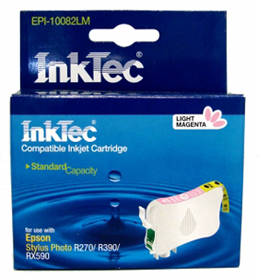 EPI-10082LM
InkTec
InkTec
Compatible Inkjet Cartridge
LIGHT
MAGENTA
Standard Capacity
for use with
Epson
Stylus Photo R270/ R390/
RX590